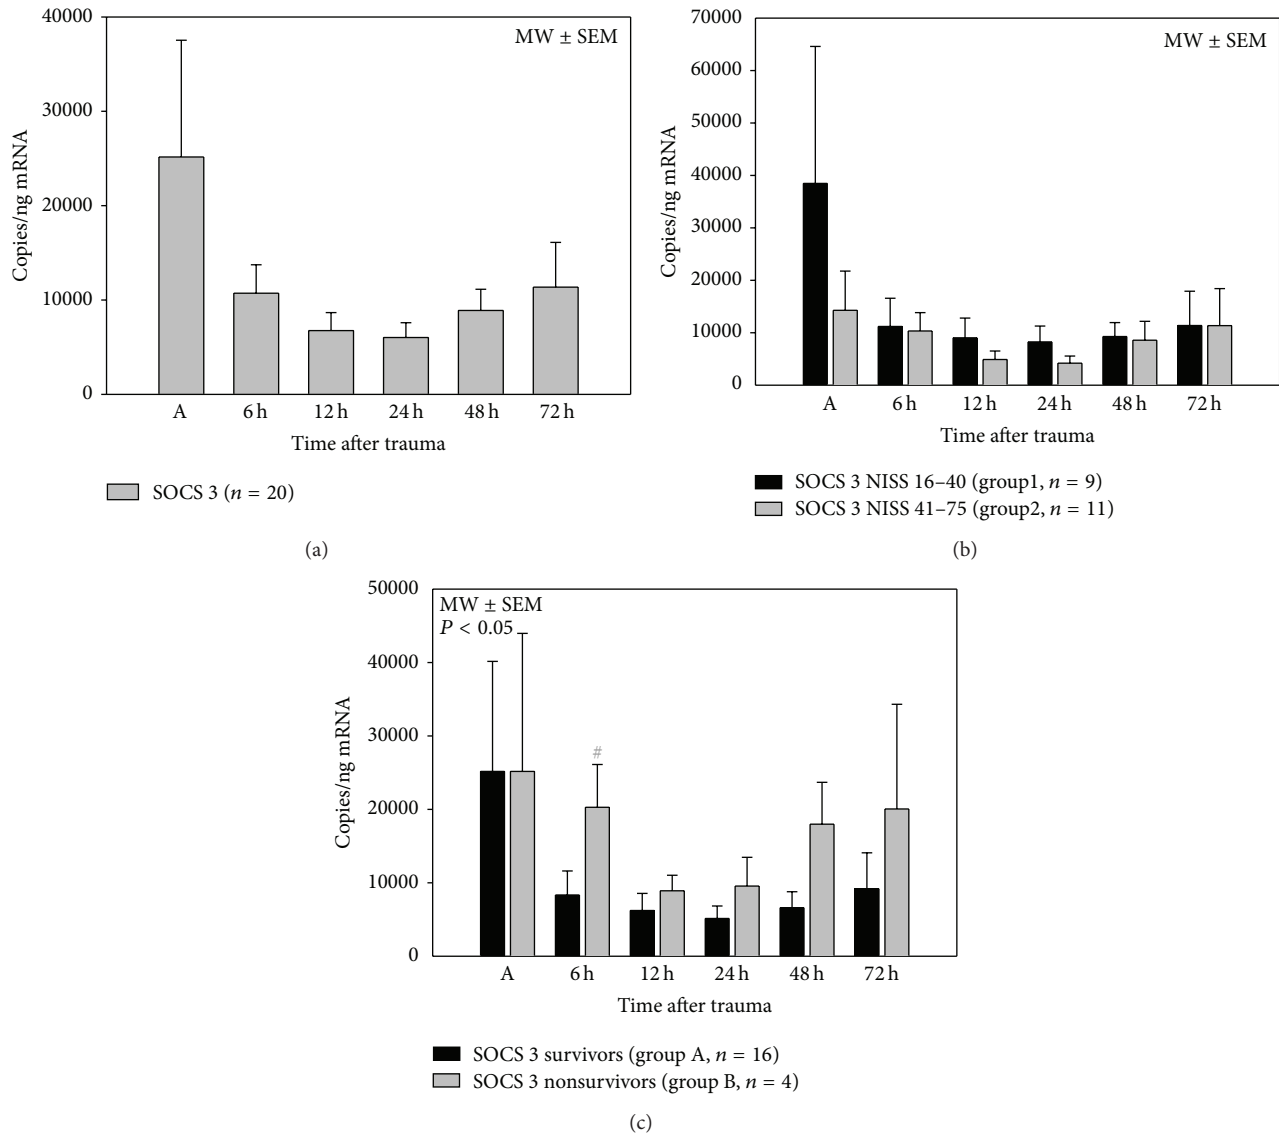 40000
30000
20000
10000
0
Copies/ng mRNA
MW ± SEM
A 6 h 12 h 24 h 48 h 72 h
Time after trauma
SOCS 3 (n = 20)
(a)
70000
60000
50000
40000
30000
20000
10000
0
Copies/ng mRNA
MW ± SEM
A 6 h 12 h 24 h 48 h 72 h
Time after trauma
SOCS 3 NISS 16–40 (group1, n = 9)
SOCS 3 NISS 41–75 (group2, n = 11)
(b)
50000
40000
30000
20000
10000
0
Copies/ng mRNA
MW ± SEM
P < 0.05
#
A 6 h 12 h 24 h 48 h 72 h
Time after trauma
SOCS 3 survivors (group A, n = 16)
SOCS 3 nonsurvivors (group B, n = 4)
(c)